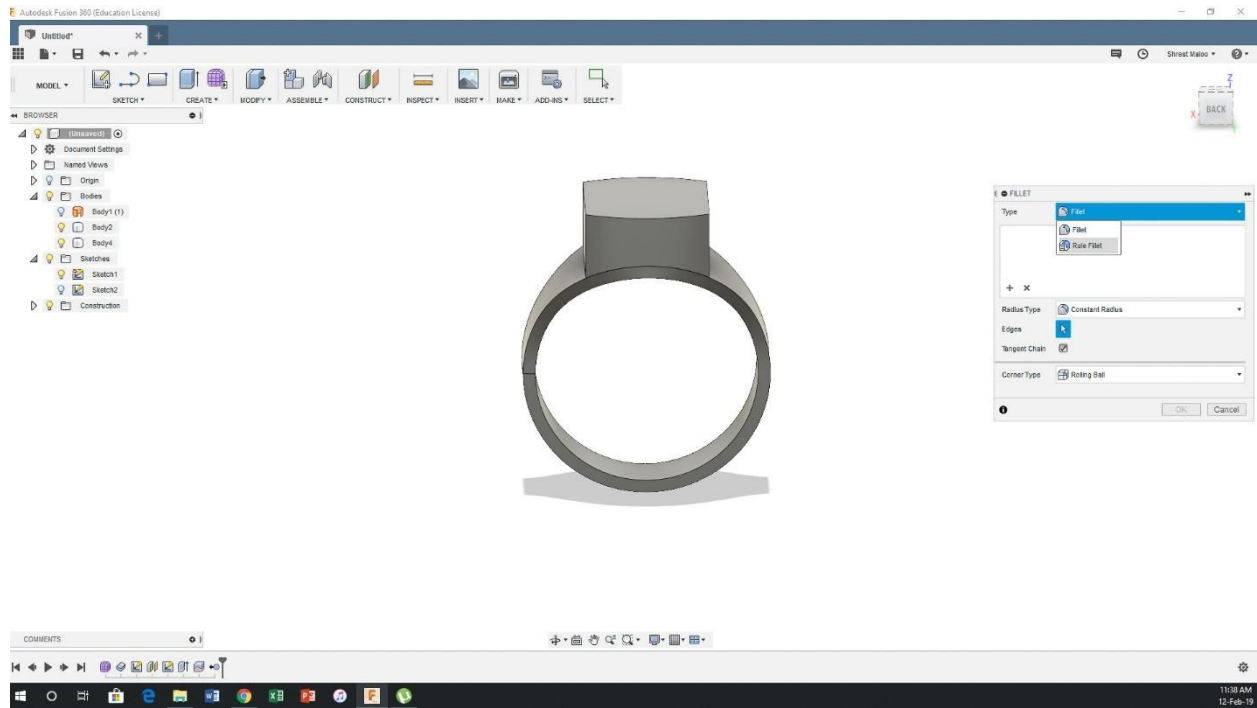 Autodesk Fusion 360 (Education License)
Untitled*
Shrest Maloo
MODEL
SKETCH
CREATE
MODIFY
ASSEMBLE
CONSTRUCT
INSPECT
INSERT
MAKE
ADD-INS
SELECT
Z
BACK
X
Y
BROWSER
(Unsaved)
Document Settings
Named Views
Origin
Bodies
Body1 (1)
Body2
Body4
Sketches
Sketch1
Sketch2
Construction
FILLET
Type Fillet
Fillet
Rule Fillet
Radius Type Constant Radius
Edges
Tangent Chain
Corner Type Rolling Ball
OK Cancel
COMMENTS
11:38 AM
12-Feb-19